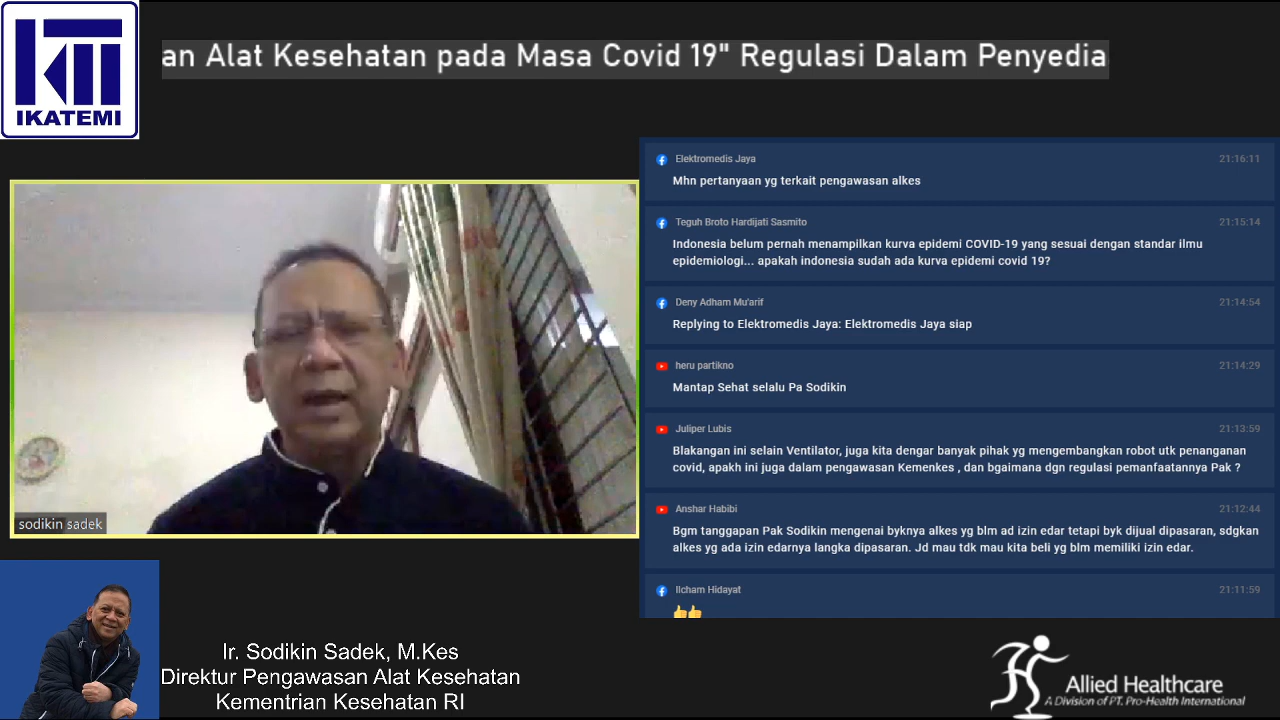 IKATEMI
an Alat Kesehatan pada Masa Covid 19" Regulasi Dalam Penyedia
Elektromedis Jaya 21:16:11
Mhn pertanyaan yg terkait pengawasan alkes
Teguh Broto Hardijati Sasmito 21:15:14
Indonesia belum pernah menampilkan kurva epidemi COVID-19 yang sesuai dengan standar ilmu
epidemiologi... apakah indonesia sudah ada kurva epidemi covid 19?
Deny Adham Mu'arif 21:14:54
Replying to Elektromedis Jaya: Elektromedis Jaya siap
heru partikno 21:14:29
Mantap Sehat selalu Pa Sodikin
Juliper Lubis 21:13:59
Blakangan ini selain Ventilator, juga kita dengar banyak pihak yg mengembangkan robot utk penanganan
covid, apakh ini juga dalam pengawasan Kemenkes , dan bgaimana dgn regulasi pemanfaatannya Pak ?
Anshar Habibi 21:12:44
Bgm tanggapan Pak Sodikin mengenai byknya alkes yg blm ad izin edar tetapi byk dijual dipasaran, sdgkan
alkes yg ada izin edarnya langka dipasaran. Jd mau tdk mau kita beli yg blm memiliki izin edar.
Ilcham Hidayat 21:11:59
👍👍
sodikin sadek
Ir. Sodikin Sadek, M.Kes
Direktur Pengawasan Alat Kesehatan
Kementrian Kesehatan RI
Allied Healthcare
A Division of PT. Pro-Health International